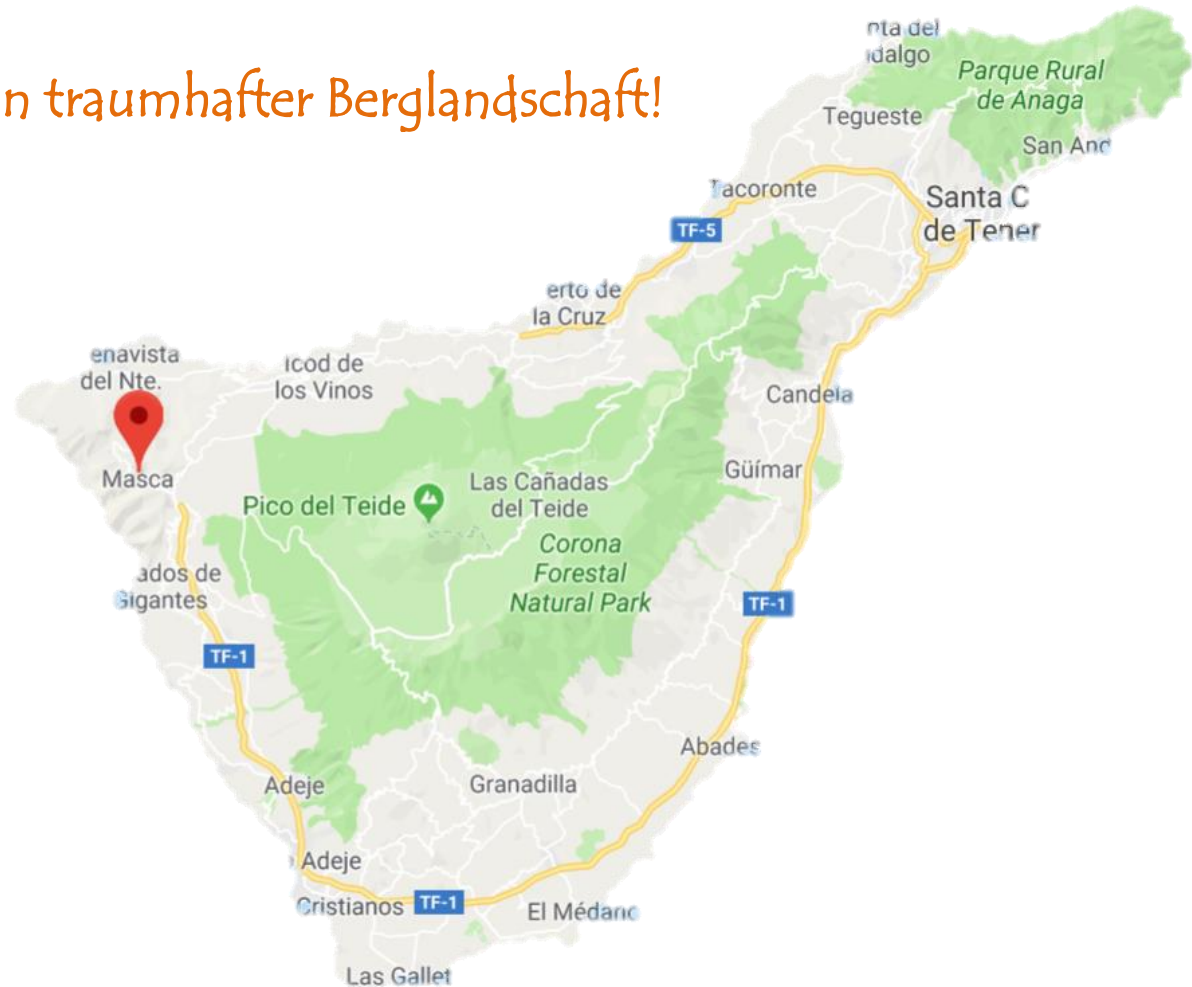 n traumhafter Berglandschaft!
nta del
idalgo
Parque Rural
de Anaga
Tegueste
San And
Tacoronte
Santa C
de Tener
TF-5
erto de
la Cruz
enavista
del Nte.
Icod de
los Vinos
Candela
Masca
Güímar
Pico del Teide
Las Cañadas
del Teide
Corona
Forestal
Natural Park
ados de
Gigantes
TF-1
TF-1
Abades
Adeje
Granadilla
Adeje
Cristianos
TF-1
El Médano
Las Gallet